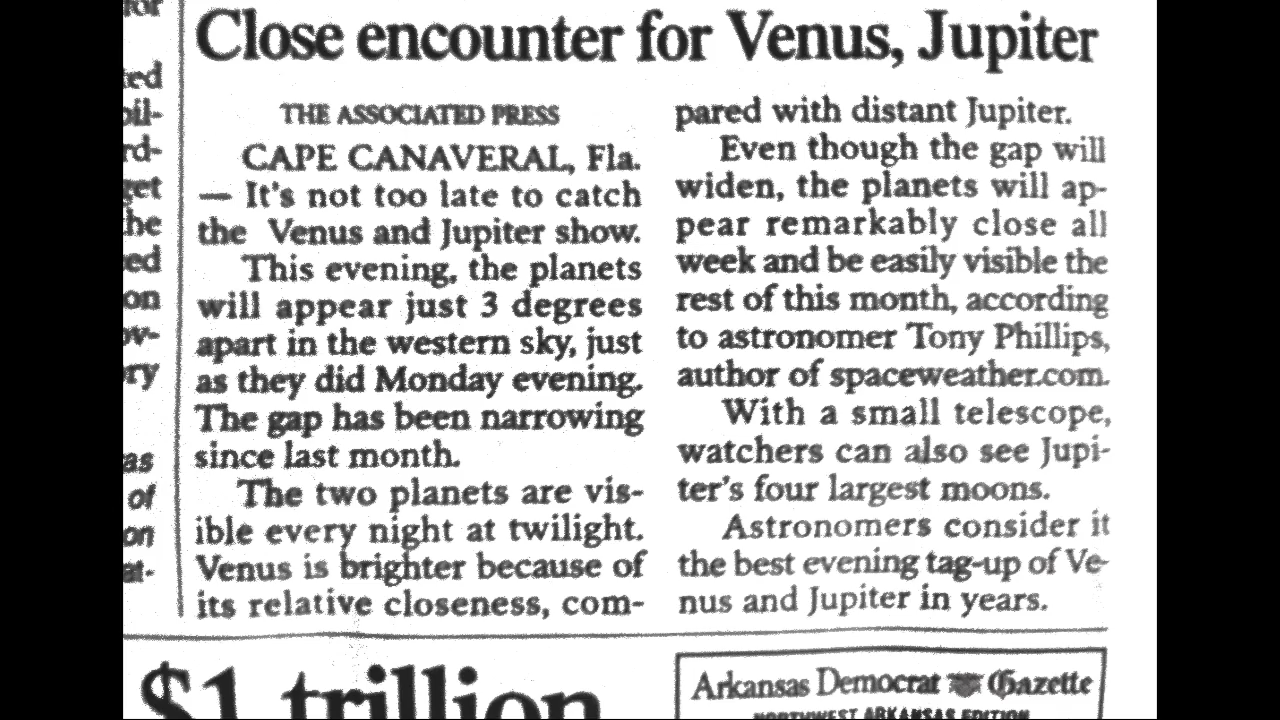 Close encounter for Venus, Jupiter
THE ASSOCIATED PRESS
CAPE CANAVERAL, Fla.
— It's not too late to catch
the Venus and Jupiter show.
This evening, the planets
will appear just 3 degrees
apart in the western sky, just
as they did Monday evening.
The gap has been narrowing
since last month.
The two planets are vis-
ible every night at twilight.
Venus is brighter because of
its relative closeness, com-
pared with distant Jupiter.
Even though the gap will
widen, the planets will ap-
pear remarkably close all
week and be easily visible the
rest of this month, according
to astronomer Tony Phillips,
author of spaceweather.com.
With a small telescope,
watchers can also see Jupi-
ter's four largest moons.
Astronomers consider it
the best evening tag-up of Ve-
nus and Jupiter in years.
$1 trillion
Arkansas Democrat Gazette
NORTHWEST ARKANSAS EDITION